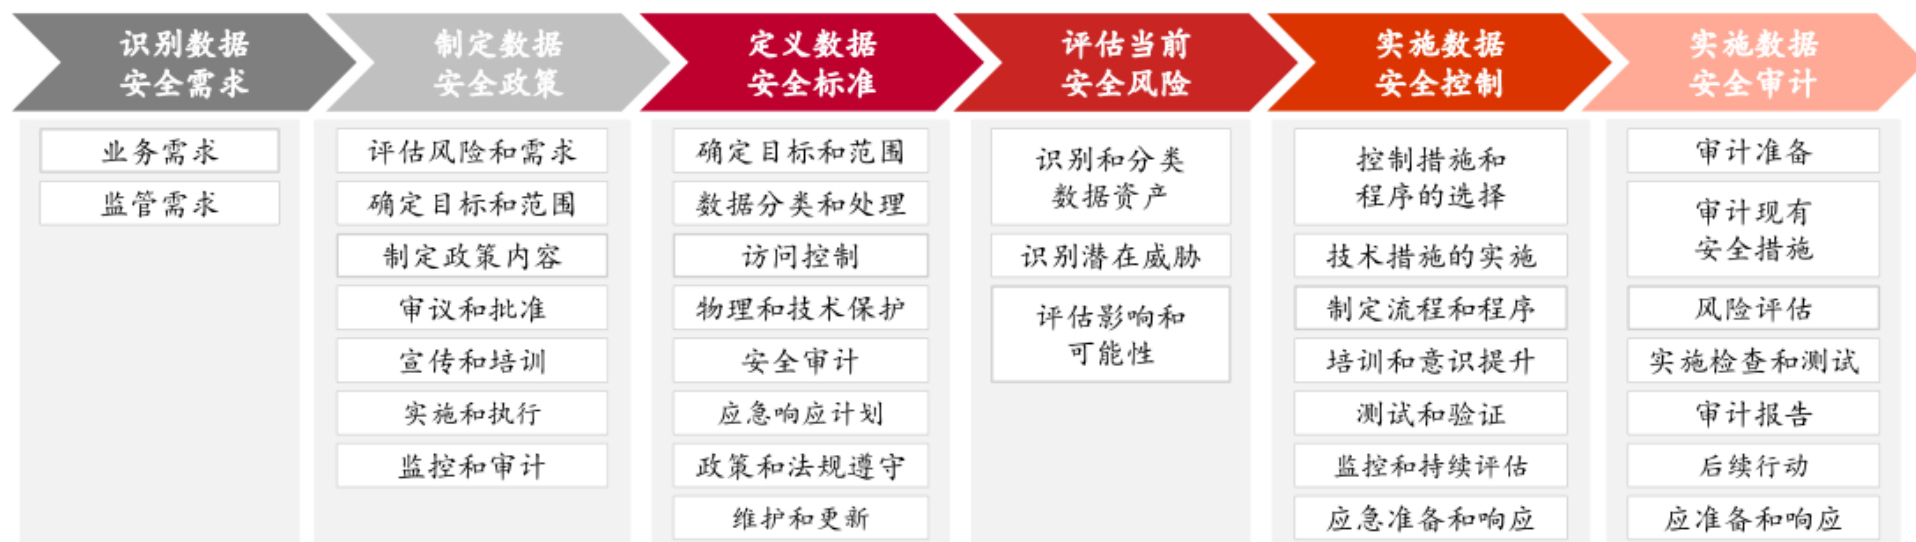 识别数据
安全需求
制定数据
安全政策
定义数据
安全标准
评估当前
安全风险
实施数据
安全控制
实施数据
安全审计
业务需求
监管需求
评估风险和需求
确定目标和范围
制定政策内容
审议和批准
宣传和培训
实施和执行
监控和审计
确定目标和范围
数据分类和处理
访问控制
物理和技术保护
安全审计
应急响应计划
政策和法规遵守
维护和更新
识别和分类
数据资产
识别潜在威胁
评估影响和
可能性
控制措施和
程序的选择
技术措施的实施
制定流程和程序
培训和意识提升
测试和验证
监控和持续评估
应急准备和响应
审计准备
审计现有
安全措施
风险评估
实施检查和测试
审计报告
后续行动
应准备和响应